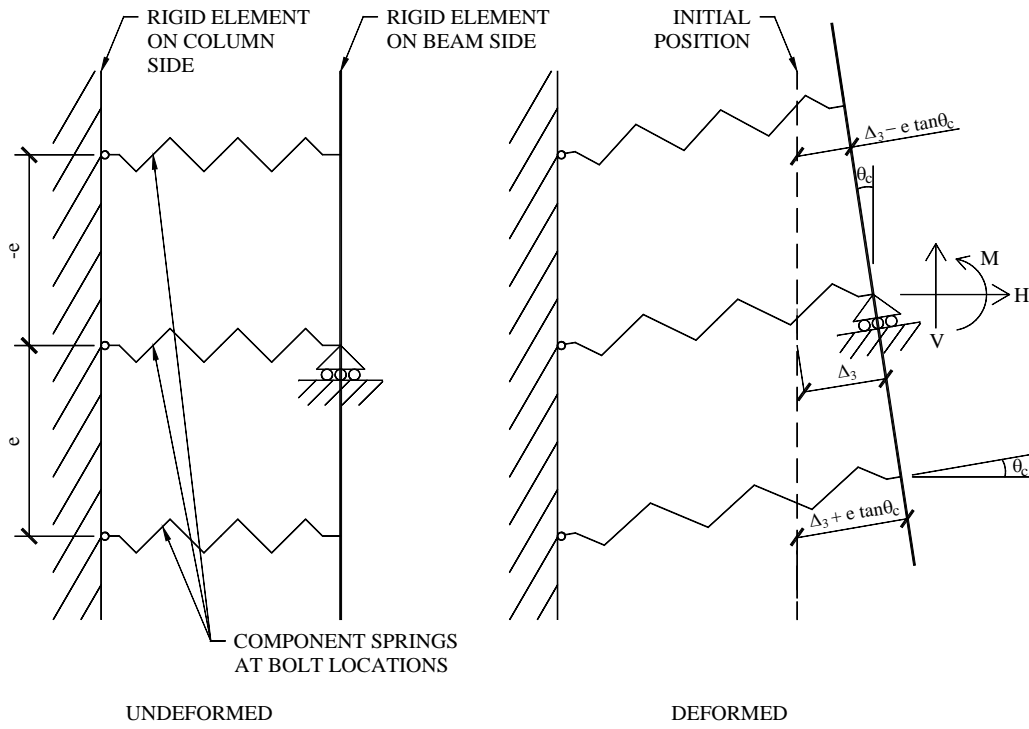 RIGID ELEMENT
ON COLUMN
SIDE
RIGID ELEMENT
ON BEAM SIDE
INITIAL
POSITION
Δ₃ – e tanθc
θc
-e
M
H
V
Δ₃
e
θc
Δ₃ + e tanθc
COMPONENT SPRINGS
AT BOLT LOCATIONS
UNDEFORMED
DEFORMED